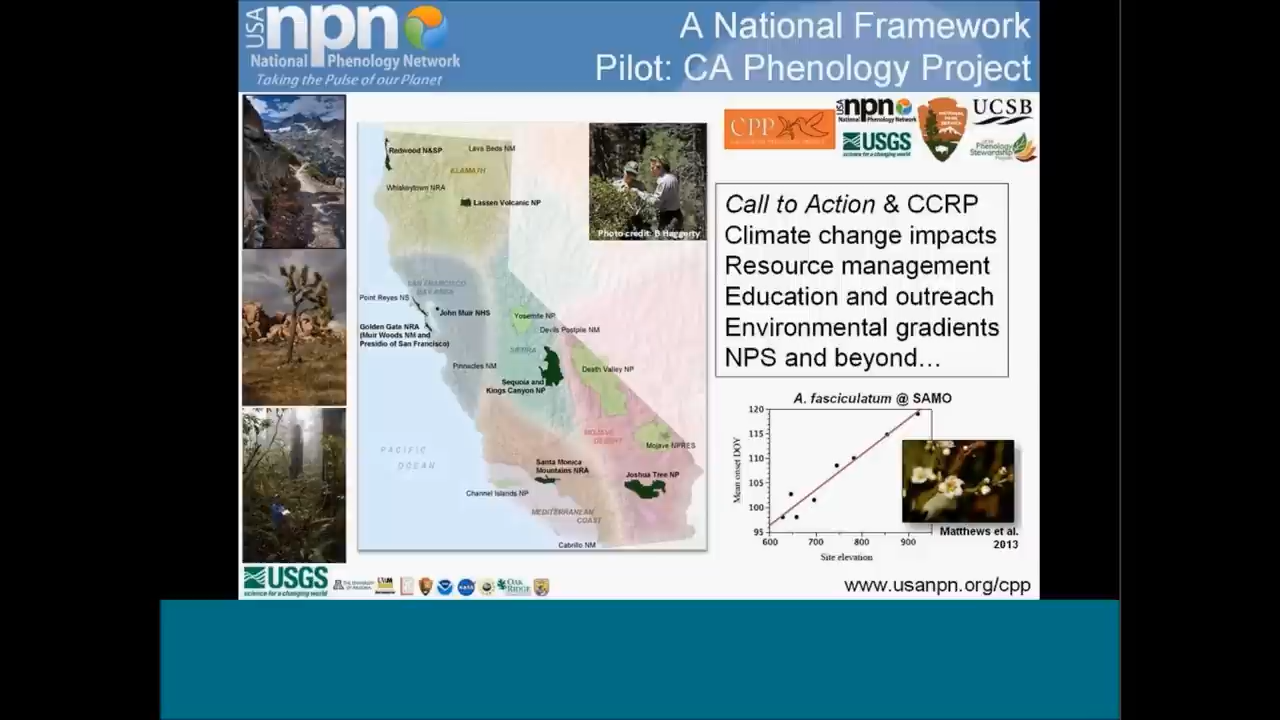 USA npn
National Phenology Network
Taking the Pulse of our Planet
A National Framework
Pilot: CA Phenology Project
Redwood N&SP
Lava Beds NM
KLAMATH
Whiskeytown NRA
Lassen Volcanic NP
SAN FRANCISCO
BAY AREA
Point Reyes NS
John Muir NHS
Golden Gate NRA
(Muir Woods NM and
Presidio of San Francisco)
Yosemite NP
Devils Postpile NM
SIERRA
Pinnacles NM
Death Valley NP
Sequoia and
Kings Canyon NP
MOJAVE
DESERT
Mojave NPRES
PACIFIC
OCEAN
Santa Monica
Mountains NRA
Joshua Tree NP
Channel Islands NP
MEDITERRANEAN
COAST
Cabrillo NM
Photo credit: B Haggerty
CPP
USA npn
National Phenology Network
USGS
science for a changing world
UCSB
Phenology
Stewardship
Call to Action & CCRP
Climate change impacts
Resource management
Education and outreach
Environmental gradients
NPS and beyond…
A. fasciculatum @ SAMO
120
115
110
105
100
95
Mean onset DOY
600 700 800 900
Site elevation
Matthews et al.
2013
USGS
science for a changing world
OAK
RIDGE
www.usanpn.org/cpp